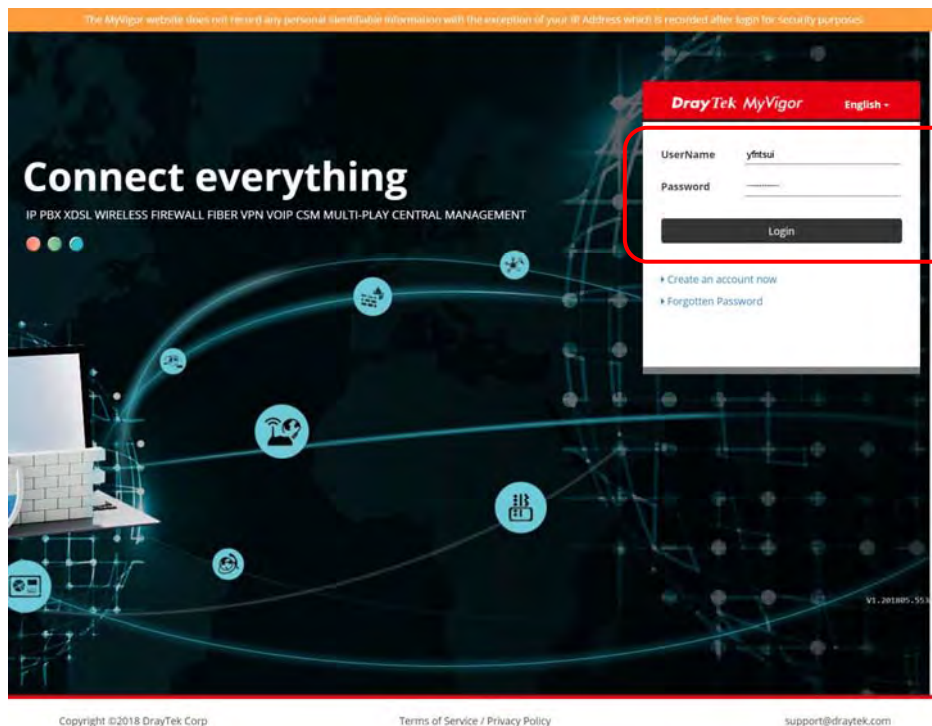 The MyVigor website does not record any personal identifiable information with the exception of your IP Address which is recorded after login for security purposes.
DrayTek MyVigor English
UserName yfntsui
Password
Login
Create an account now
Forgotten Password
Connect everything
IP PBX XDSL WIRELESS FIREWALL FIBER VPN VOIP CSM MULTI-PLAY CENTRAL MANAGEMENT
V1.201805.553
Copyright ©2018 DrayTek Corp
Terms of Service / Privacy Policy
support@draytek.com